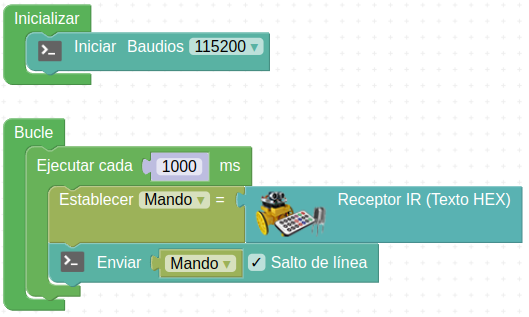 Inicializar
Iniciar Baudios 115200
Bucle
Ejecutar cada 1000 ms
Establecer Mando = Receptor IR (Texto HEX)
Enviar Mando Salto de línea